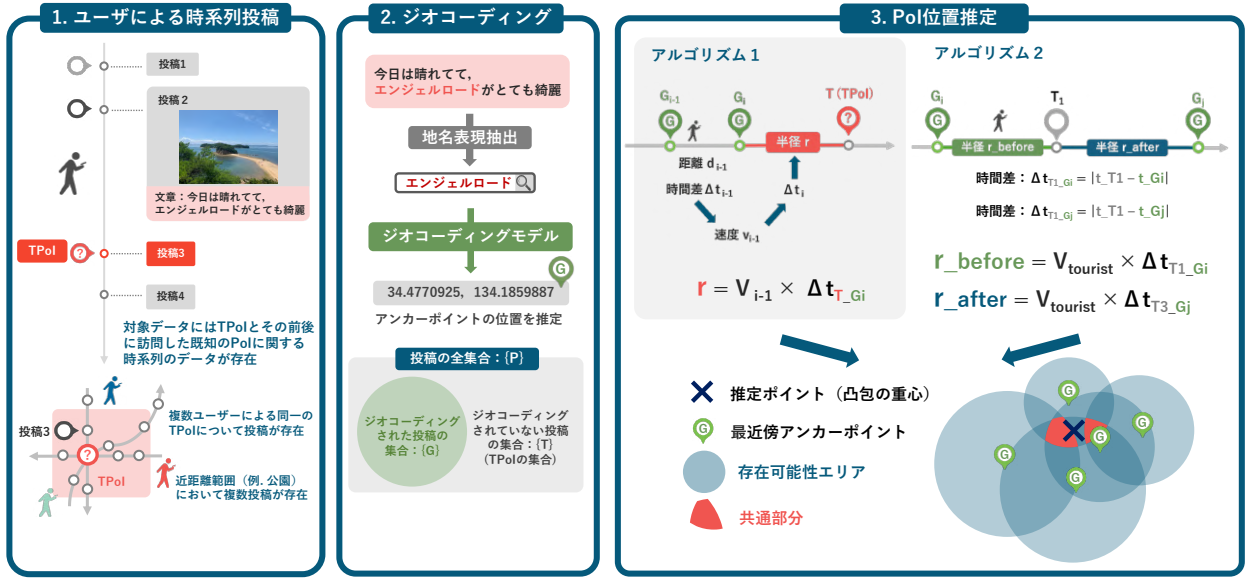 1. ユーザによる時系列投稿
投稿1
投稿2
文章：今日は晴れてて，
エンジェルロードがとても綺麗
TPoI
?
投稿3
投稿4
対象データにはTPoIとその前後
に訪問した既知のPoIに関する
時系列のデータが存在
投稿3
?
TPoI
複数ユーザーによる同一の
TPoIについて投稿が存在
近距離範囲（例. 公園）
において複数投稿が存在
2. ジオコーディング
今日は晴れてて，
エンジェルロードがとても綺麗
地名表現抽出
エンジェルロード
ジオコーディングモデル
G
34.4770925, 134.1859887
アンカーポイントの位置を推定
投稿の全集合：{P}
ジオコーディング
された投稿の
集合：{G}
ジオコーディング
されていない投稿
の集合：{T}
（TPoIの集合）
3. PoI位置推定
アルゴリズム１
G i-1
G i
T (TPoI)
G
G
?
半径 r
距離 d i-1
時間差 Δt i-1
Δt i
速度 v i-1
r = V i-1 × Δt T_Gi
アルゴリズム２
G i
T 1
G j
G
G
半径 r_before
半径 r_after
時間差：Δt T1_Gi = |t_T1 − t_Gi|
時間差：Δt T1_Gj = |t_T1 − t_Gj|
r_before = V tourist × Δt T1_Gi
r_after = V tourist × Δt T3_Gj
推定ポイント（凸包の重心）
G
最近傍アンカーポイント
存在可能性エリア
共通部分
G
G
G
G
G